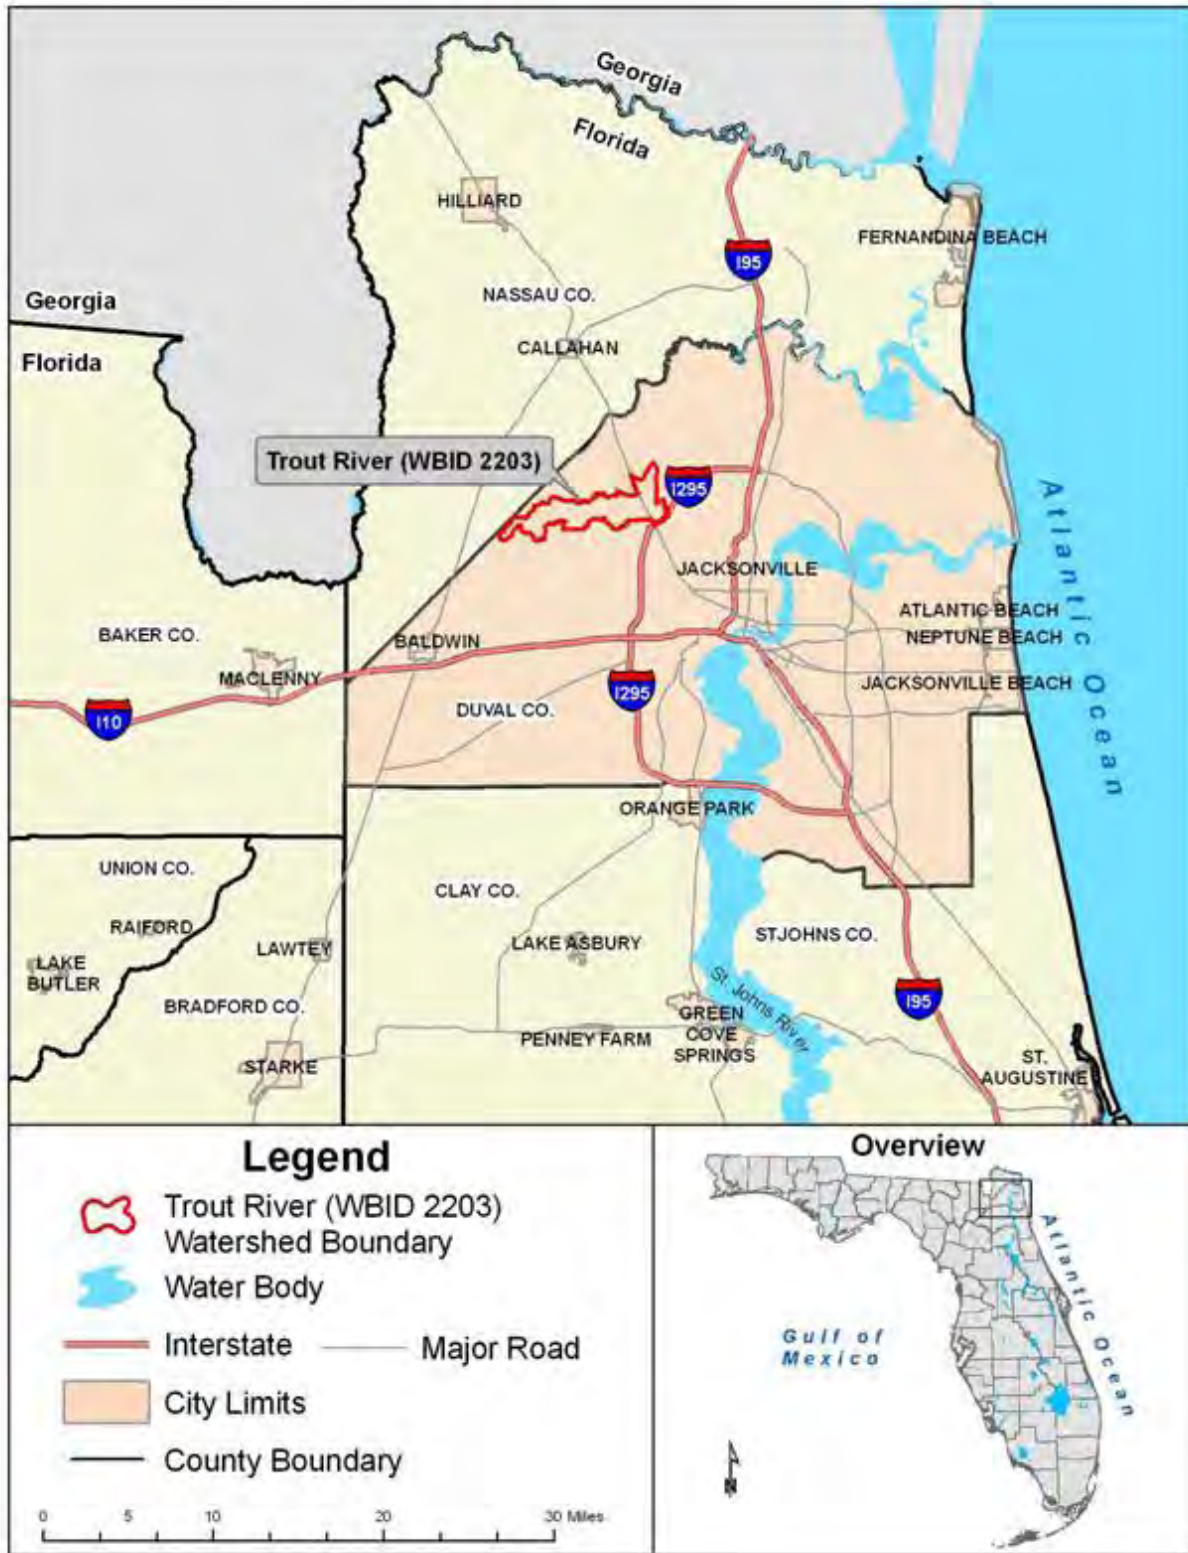 Georgia
Florida
HILLIARD
FERNANDINA BEACH
I95
NASSAU CO.
Georgia
CALLAHAN
Florida
Trout River (WBID 2203)
I295
Atlantic Ocean
JACKSONVILLE
ATLANTIC BEACH
BAKER CO.
BALDWIN
NEPTUNE BEACH
MACLENNY
JACKSONVILLE BEACH
I295
DUVAL CO.
I10
ORANGE PARK
UNION CO.
CLAY CO.
RAIFORD
STJOHNS CO.
LAWTEY
LAKE ASBURY
LAKE
BUTLER
St. Johns River
I95
BRADFORD CO.
GREEN
COVE
SPRINGS
PENNEY FARM
STARKE
ST.
AUGUSTINE
Legend
Trout River (WBID 2203)
Watershed Boundary
Water Body
Interstate
Major Road
City Limits
County Boundary
0 5 10 20 30 Miles
Overview
Atlantic Ocean
Gulf of
Mexico
N